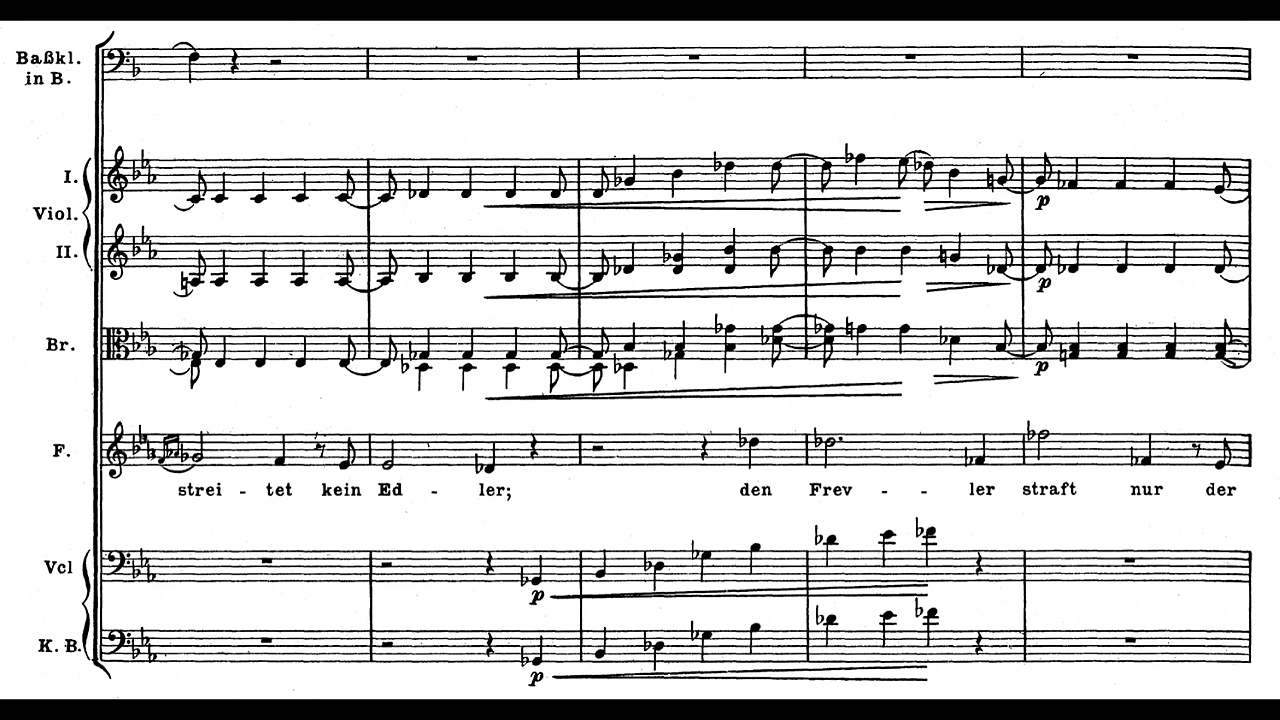 Baßkl.
in B.
I.
Viol.
II.
p
p
Br.
p
F.
strei - tet kein Ed - ler; den Frev - - ler straft nur der
Vcl
p
K. B.
p